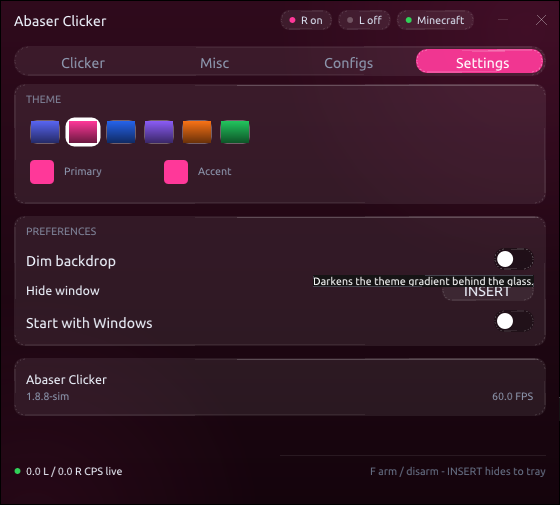 Abaser Clicker
R on
L off
Minecraft
Clicker
Misc
Configs
Settings
THEME
Primary
Accent
PREFERENCES
Dim backdrop
Darkens the theme gradient behind the glass.
Hide window
INSERT
Start with Windows
Abaser Clicker
1.8.8-sim
60.0 FPS
0.0 L / 0.0 R CPS live
F arm / disarm - INSERT hides to tray